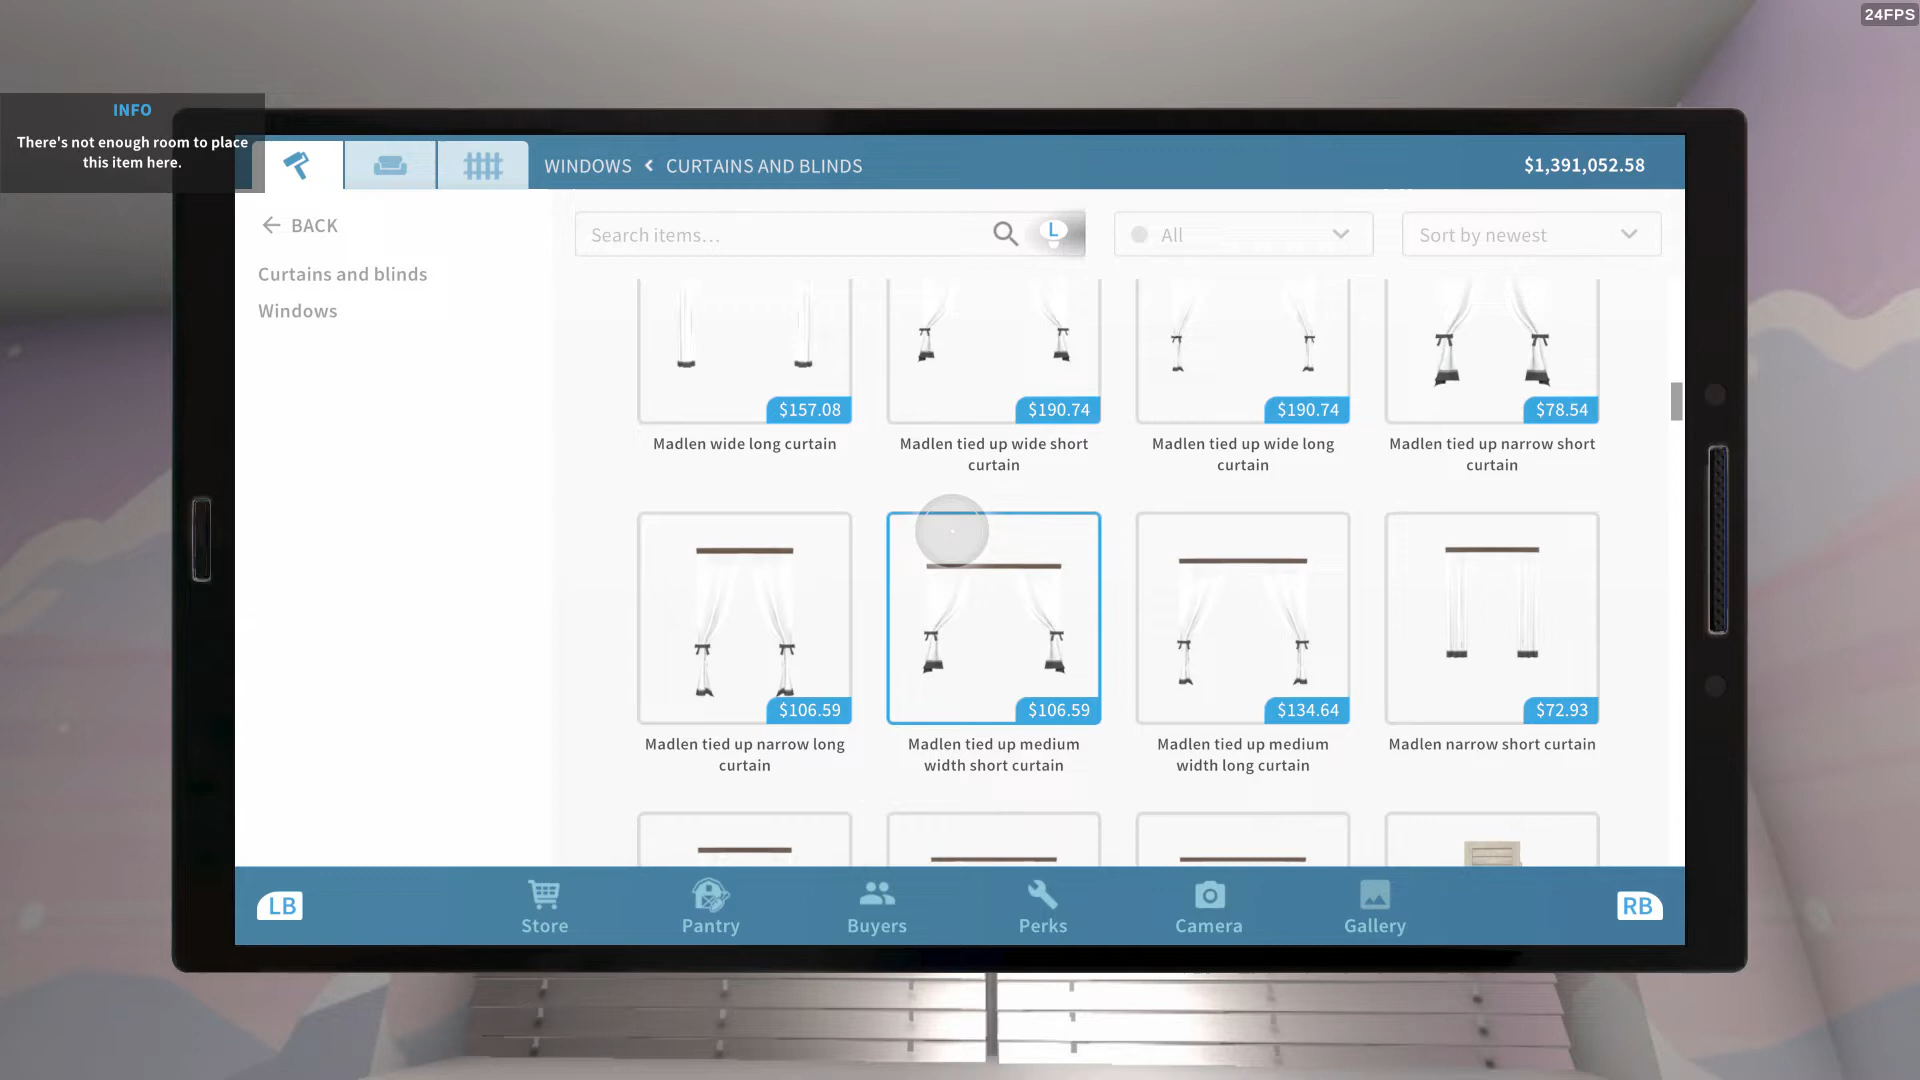 24FPS
INFO
There's not enough room to place
this item here.
WINDOWS < CURTAINS AND BLINDS
$1,391,052.58
BACK
Curtains and blinds
Windows
Search items...
L
All
Sort by newest
$157.08
$190.74
$190.74
$78.54
Madlen wide long curtain
Madlen tied up wide short
curtain
Madlen tied up wide long
curtain
Madlen tied up narrow short
curtain
$106.59
$106.59
$134.64
$72.93
Madlen tied up narrow long
curtain
Madlen tied up medium
width short curtain
Madlen tied up medium
width long curtain
Madlen narrow short curtain
LB
Store
Pantry
Buyers
Perks
Camera
Gallery
RB